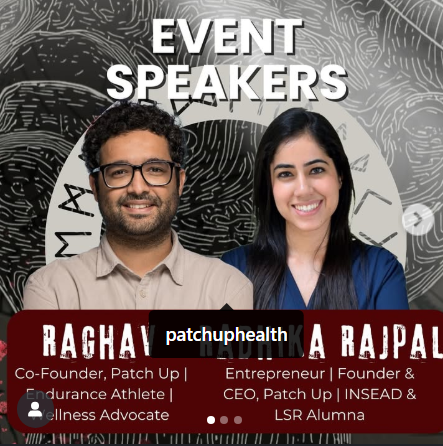 EVENT
SPEAKERS
RAGHAV
RAJPAL
patchuphealth
Co-Founder, Patch Up |
Endurance Athlete |
Wellness Advocate
Entrepreneur | Founder &
CEO, Patch Up | INSEAD &
LSR Alumna